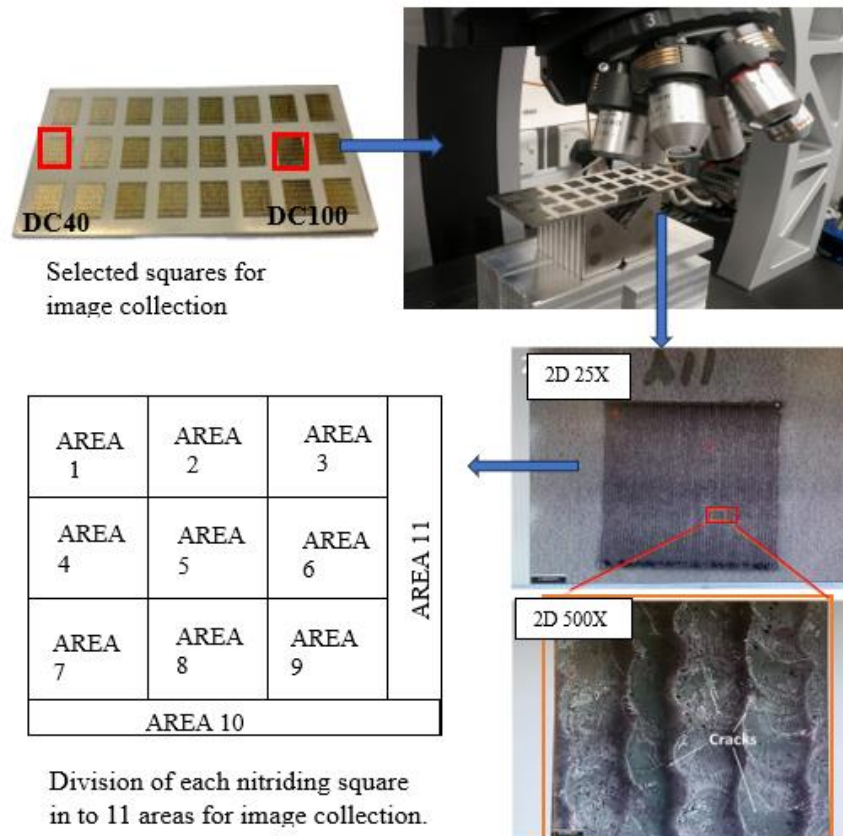 3
DC40
DC100
Selected squares for
image collection
2D 25X
A11
AREA
1
AREA
2
AREA
3
AREA
4
AREA
5
AREA
6
AREA 11
AREA
7
AREA
8
AREA
9
AREA 10
2D 500X
Cracks
Division of each nitriding square
in to 11 areas for image collection.